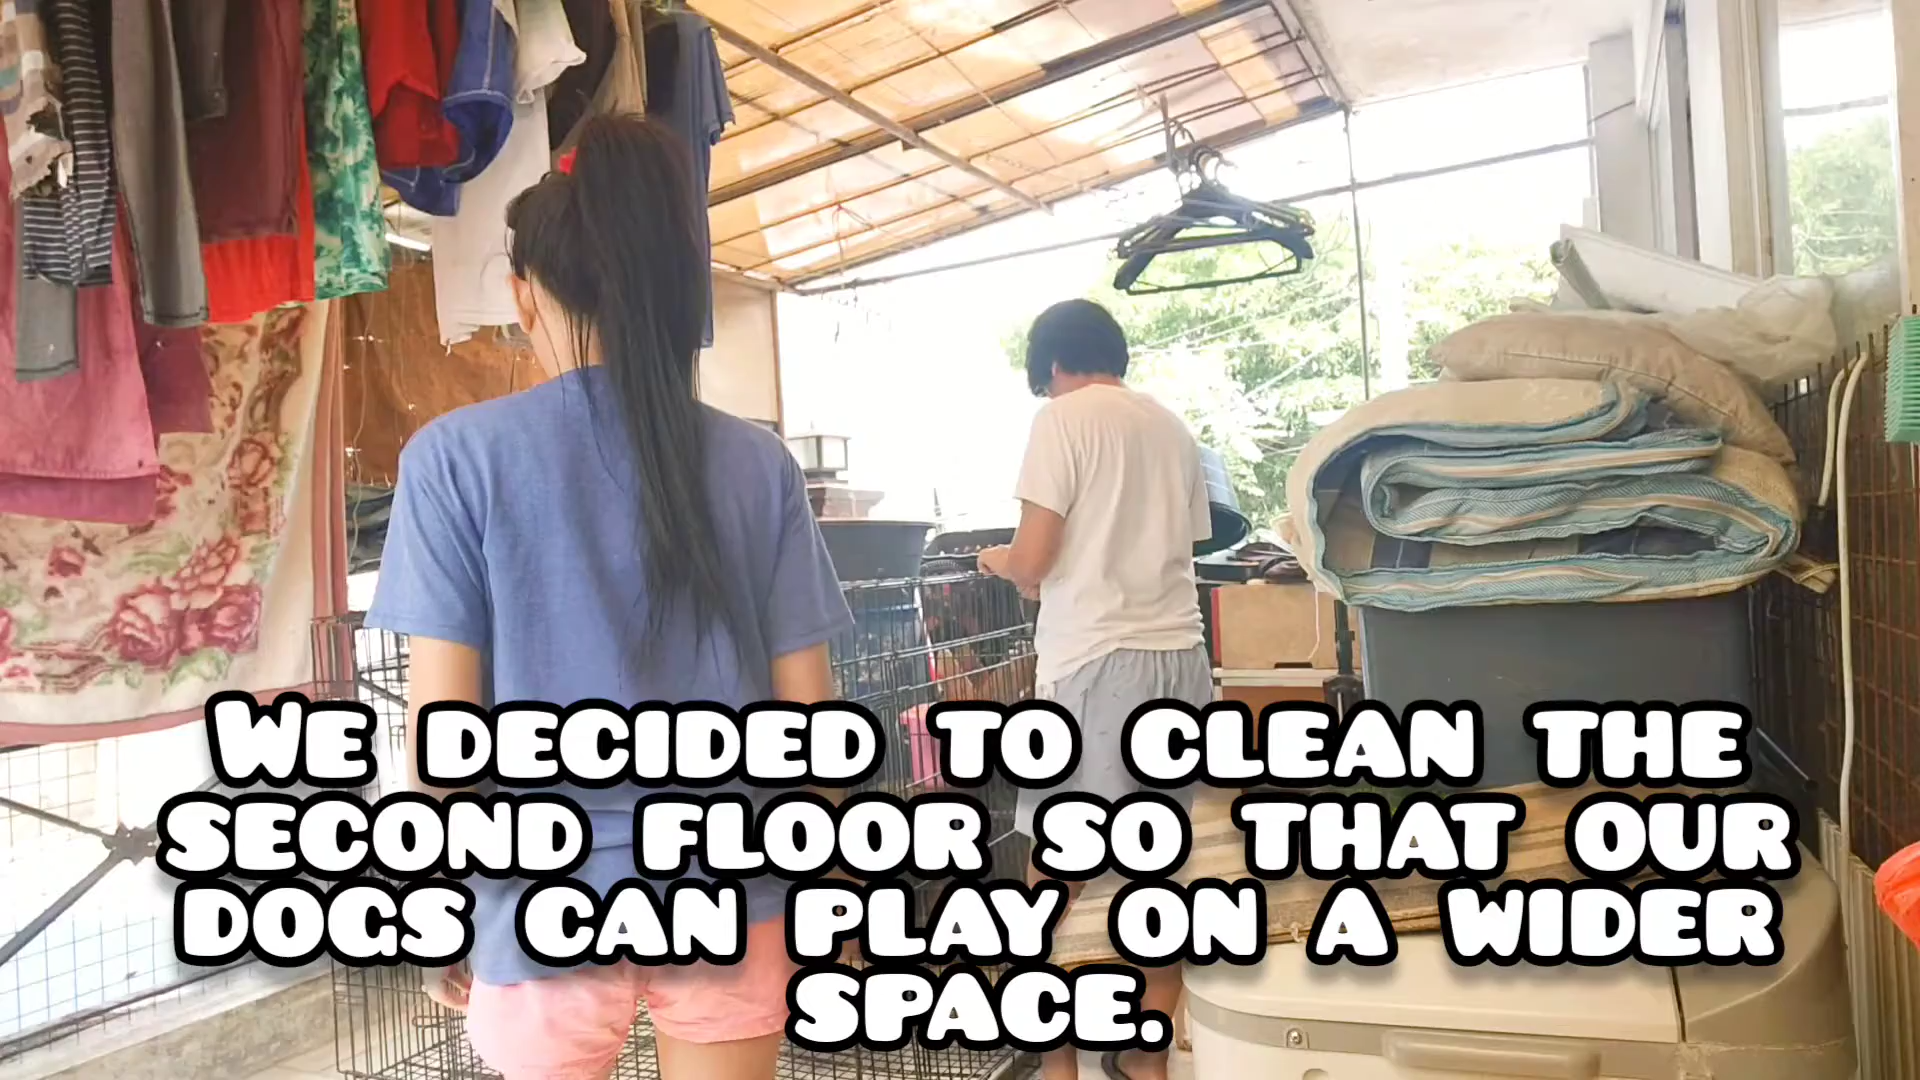 We decided to clean the
second floor so that our
dogs can play on a wider
space.